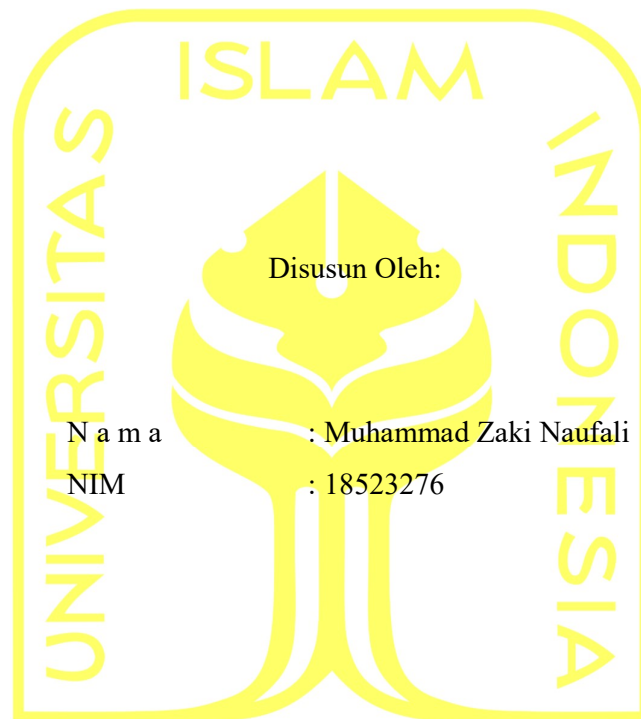 ISLAM
UNIVERSITAS
INDONESIA
Disusun Oleh:
N a m a : Muhammad Zaki Naufali
NIM : 18523276